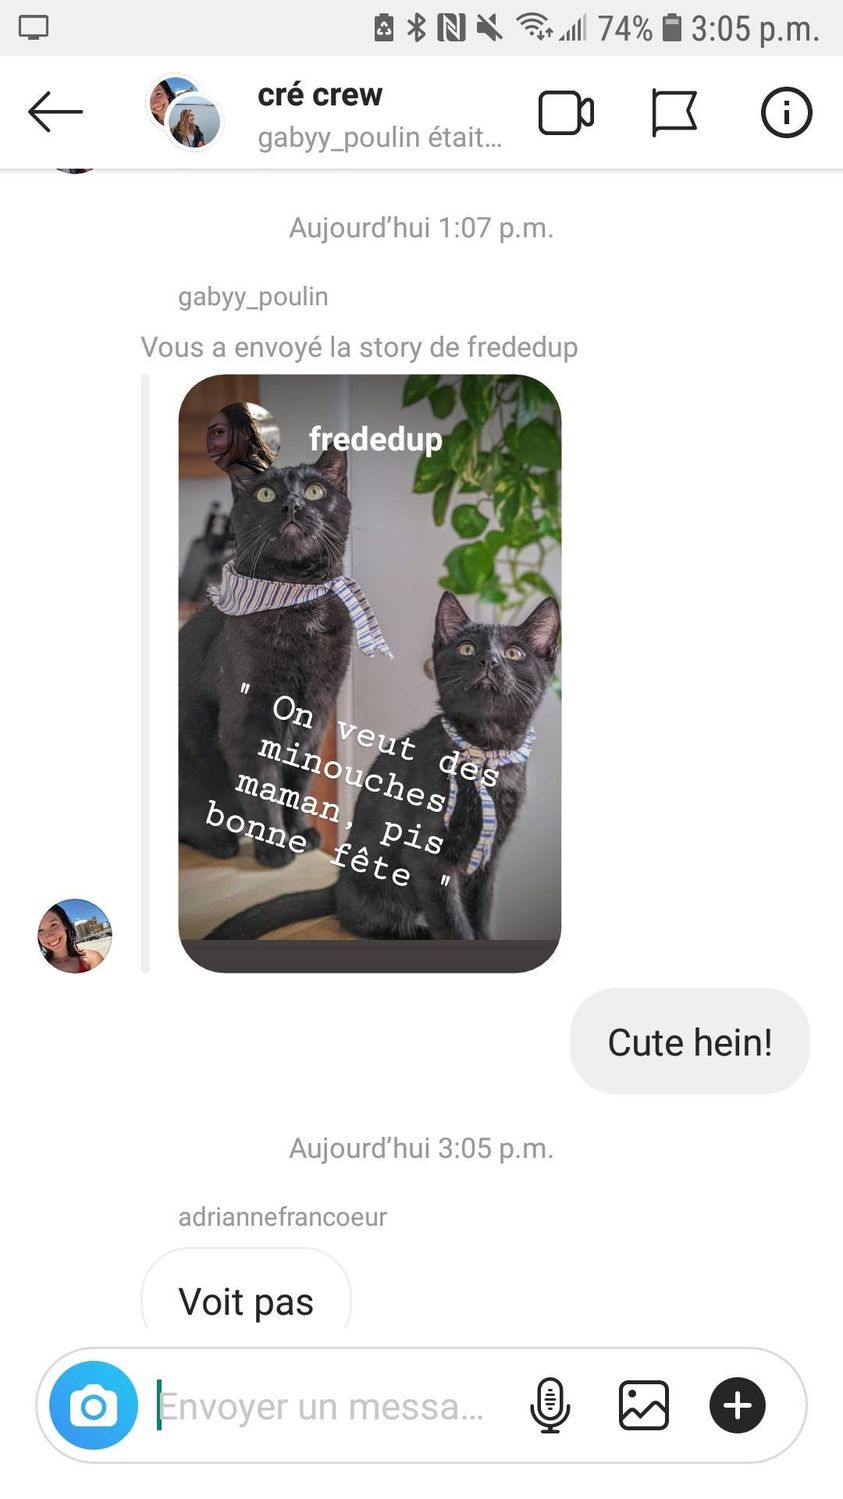 74% 3:05 p.m.
cré crew
gabyy_poulin était...
Aujourd'hui 1:07 p.m.
gabyy_poulin
Vous a envoyé la story de frededup
frededup
" On veut des
minouches
maman, pis
bonne fête "
Cute hein!
Aujourd'hui 3:05 p.m.
adriannefrancoeur
Voit pas
Envoyer un messa...